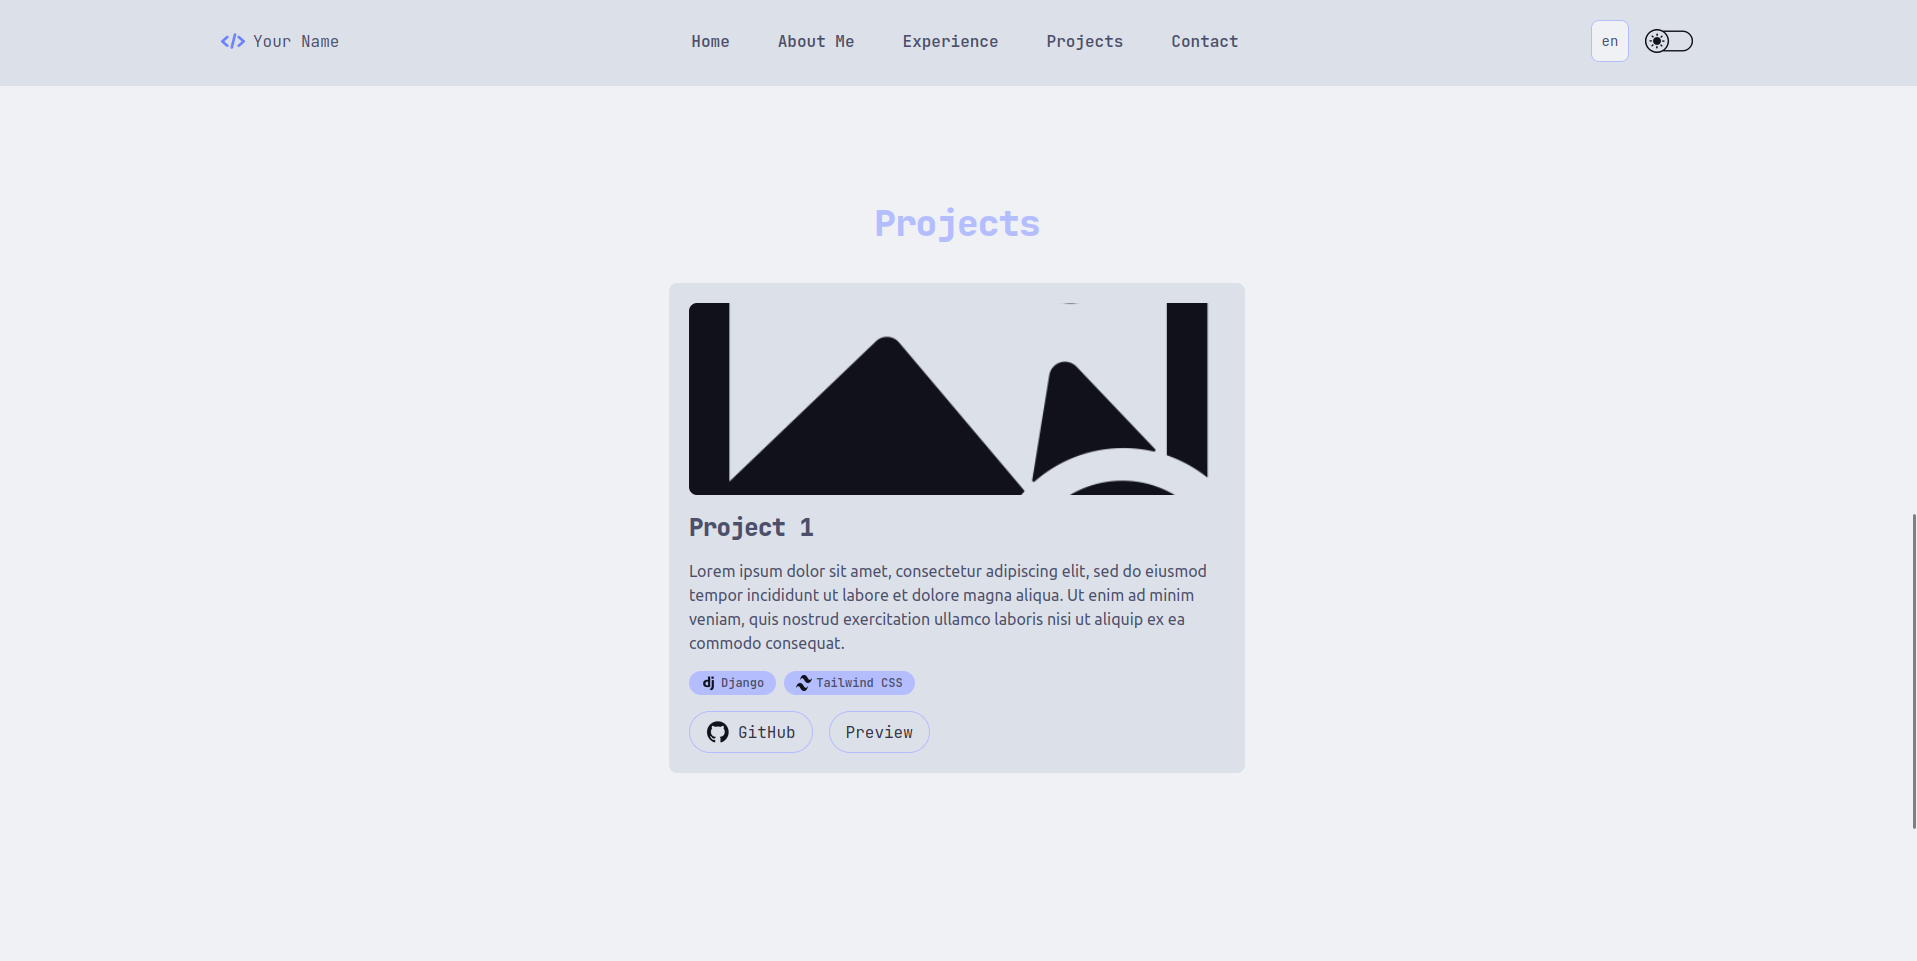 </> Your Name
Home
About Me
Experience
Projects
Contact
en
Projects
Project 1
Lorem ipsum dolor sit amet, consectetur adipiscing elit, sed do eiusmod
tempor incididunt ut labore et dolore magna aliqua. Ut enim ad minim
veniam, quis nostrud exercitation ullamco laboris nisi ut aliquip ex ea
commodo consequat.
dj Django
Tailwind CSS
GitHub
Preview